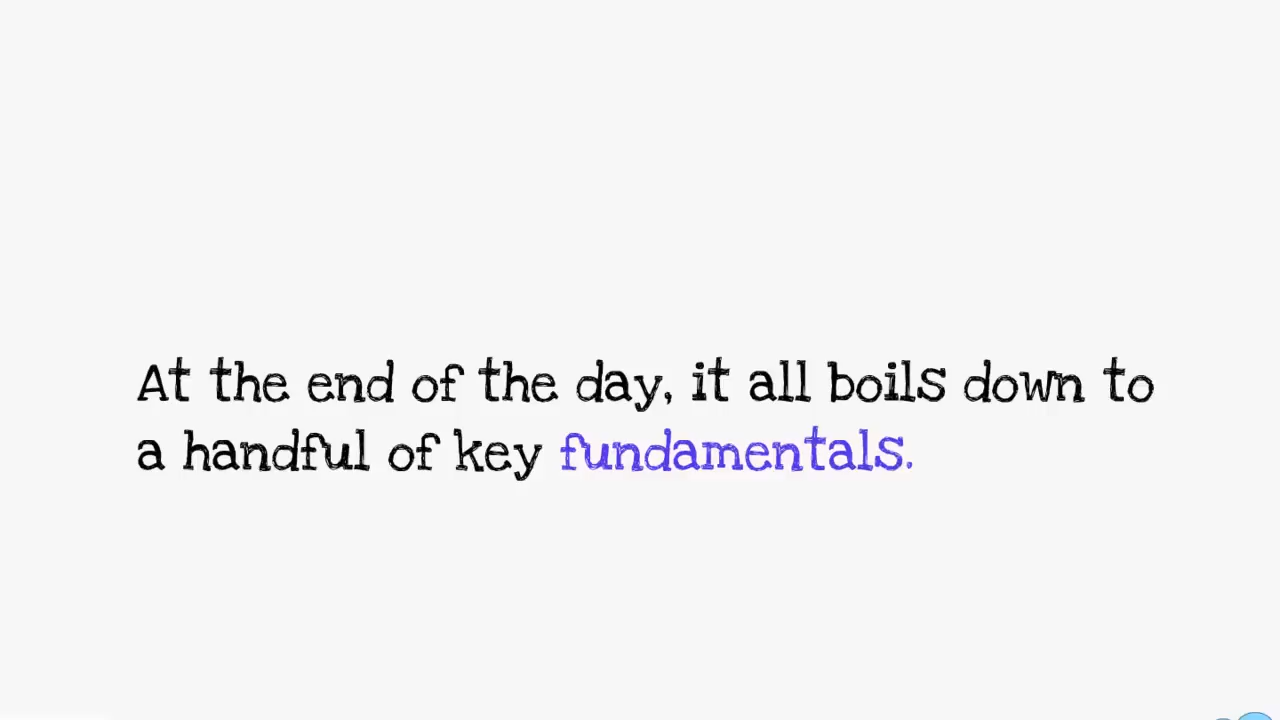 At the end of the day, it all boils down to
a handful of key fundamentals.